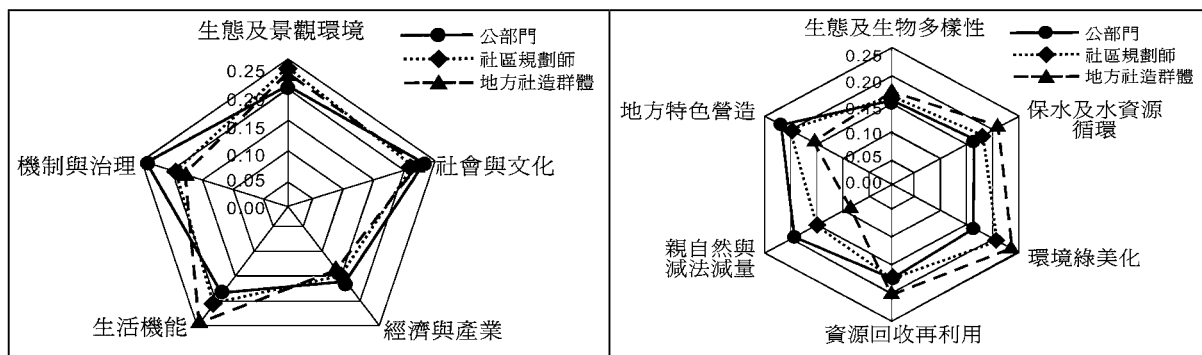 生態及景觀環境
公部門
社區規劃師
地方社造群體
0.25
0.20
0.15
0.10
0.05
0.00
機制與治理
社會與文化
生活機能
經濟與產業
生態及生物多樣性
公部門
社區規劃師
地方社造群體
0.25
0.20
0.15
0.10
0.05
0.00
地方特色營造
保水及水資源
循環
親自然與
減法減量
環境綠美化
資源回收再利用